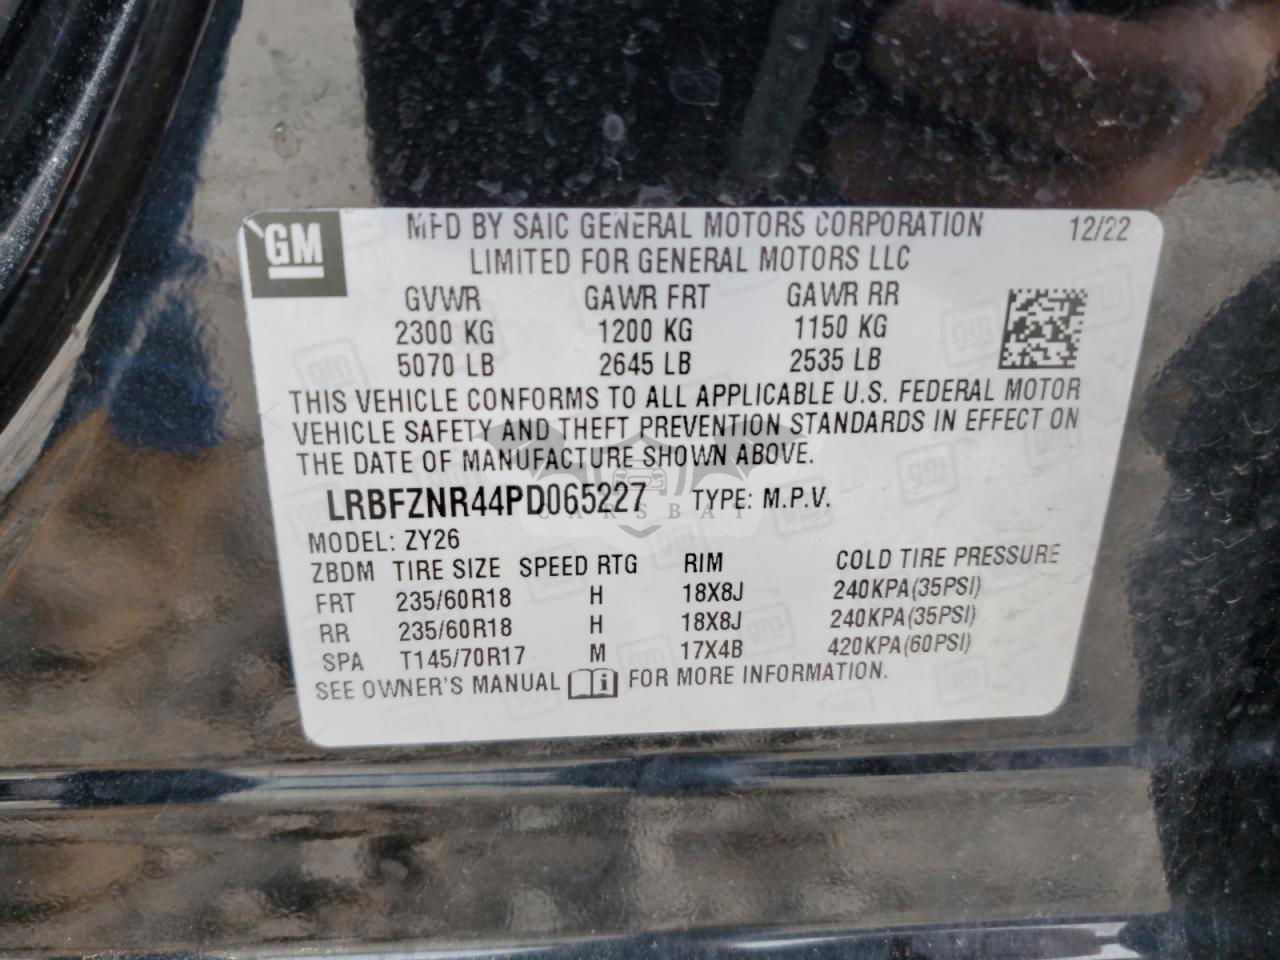 GM
MFD BY SAIC GENERAL MOTORS CORPORATION 12/22
LIMITED FOR GENERAL MOTORS LLC
GVWR GAWR FRT GAWR RR
2300 KG 1200 KG 1150 KG
5070 LB 2645 LB 2535 LB
THIS VEHICLE CONFORMS TO ALL APPLICABLE U.S. FEDERAL MOTOR
VEHICLE SAFETY AND THEFT PREVENTION STANDARDS IN EFFECT ON
THE DATE OF MANUFACTURE SHOWN ABOVE.
LRBFZNR44PD065227 TYPE: M.P.V.
CARSBAT
MODEL: ZY26
ZBDM TIRE SIZE SPEED RTG RIM COLD TIRE PRESSURE
FRT 235/60R18 H 18X8J 240KPA(35PSI)
RR 235/60R18 H 18X8J 240KPA(35PSI)
SPA T145/70R17 M 17X4B 420KPA(60PSI)
SEE OWNER'S MANUAL i FOR MORE INFORMATION.